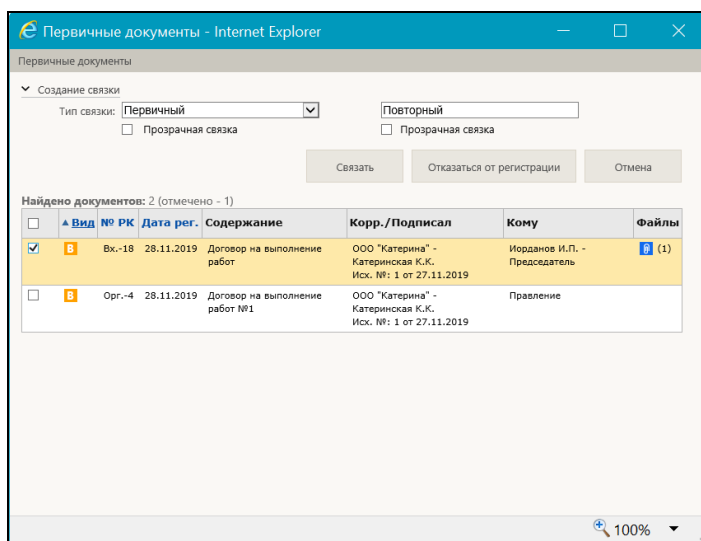 Первичные документы - Internet Explorer
Первичные документы
Создание связки
Тип связки: Первичный Повторный
Прозрачная связка Прозрачная связка
Связать Отказаться от регистрации Отмена
Найдено документов: 2 (отмечено - 1)
Вид № РК Дата рег. Содержание Корр./Подписал Кому Файлы
В Вх.-18 28.11.2019 Договор на выполнение ООО "Катерина" - Иорданов И.П. - (1)
работ Катеринская К.К. Председатель
Исх. №: 1 от 27.11.2019
В Орг.-4 28.11.2019 Договор на выполнение ООО "Катерина" - Правление
работ №1 Катеринская К.К.
Исх. №: 1 от 27.11.2019
100%